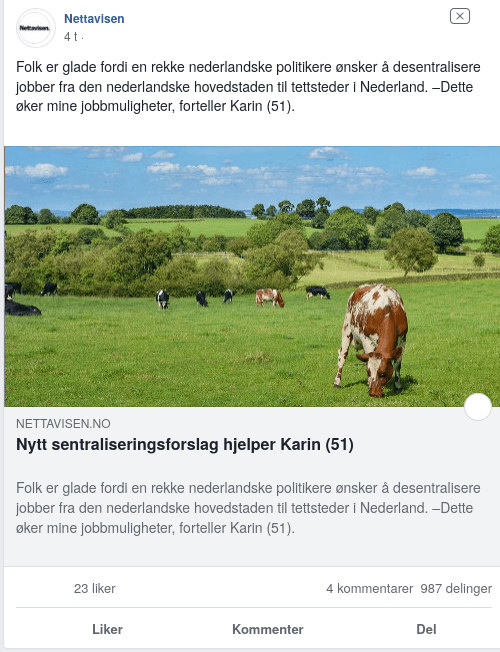 Nettavisen.
Nettavisen
4 t ·
Folk er glade fordi en rekke nederlandske politikere ønsker å desentralisere
jobber fra den nederlandske hovedstaden til tettsteder i Nederland. –Dette
øker mine jobbmuligheter, forteller Karin (51).
NETTAVISEN.NO
Nytt sentraliseringsforslag hjelper Karin (51)
Folk er glade fordi en rekke nederlandske politikere ønsker å desentralisere
jobber fra den nederlandske hovedstaden til tettsteder i Nederland. –Dette
øker mine jobbmuligheter, forteller Karin (51).
23 liker 4 kommentarer 987 delinger
Liker Kommenter Del